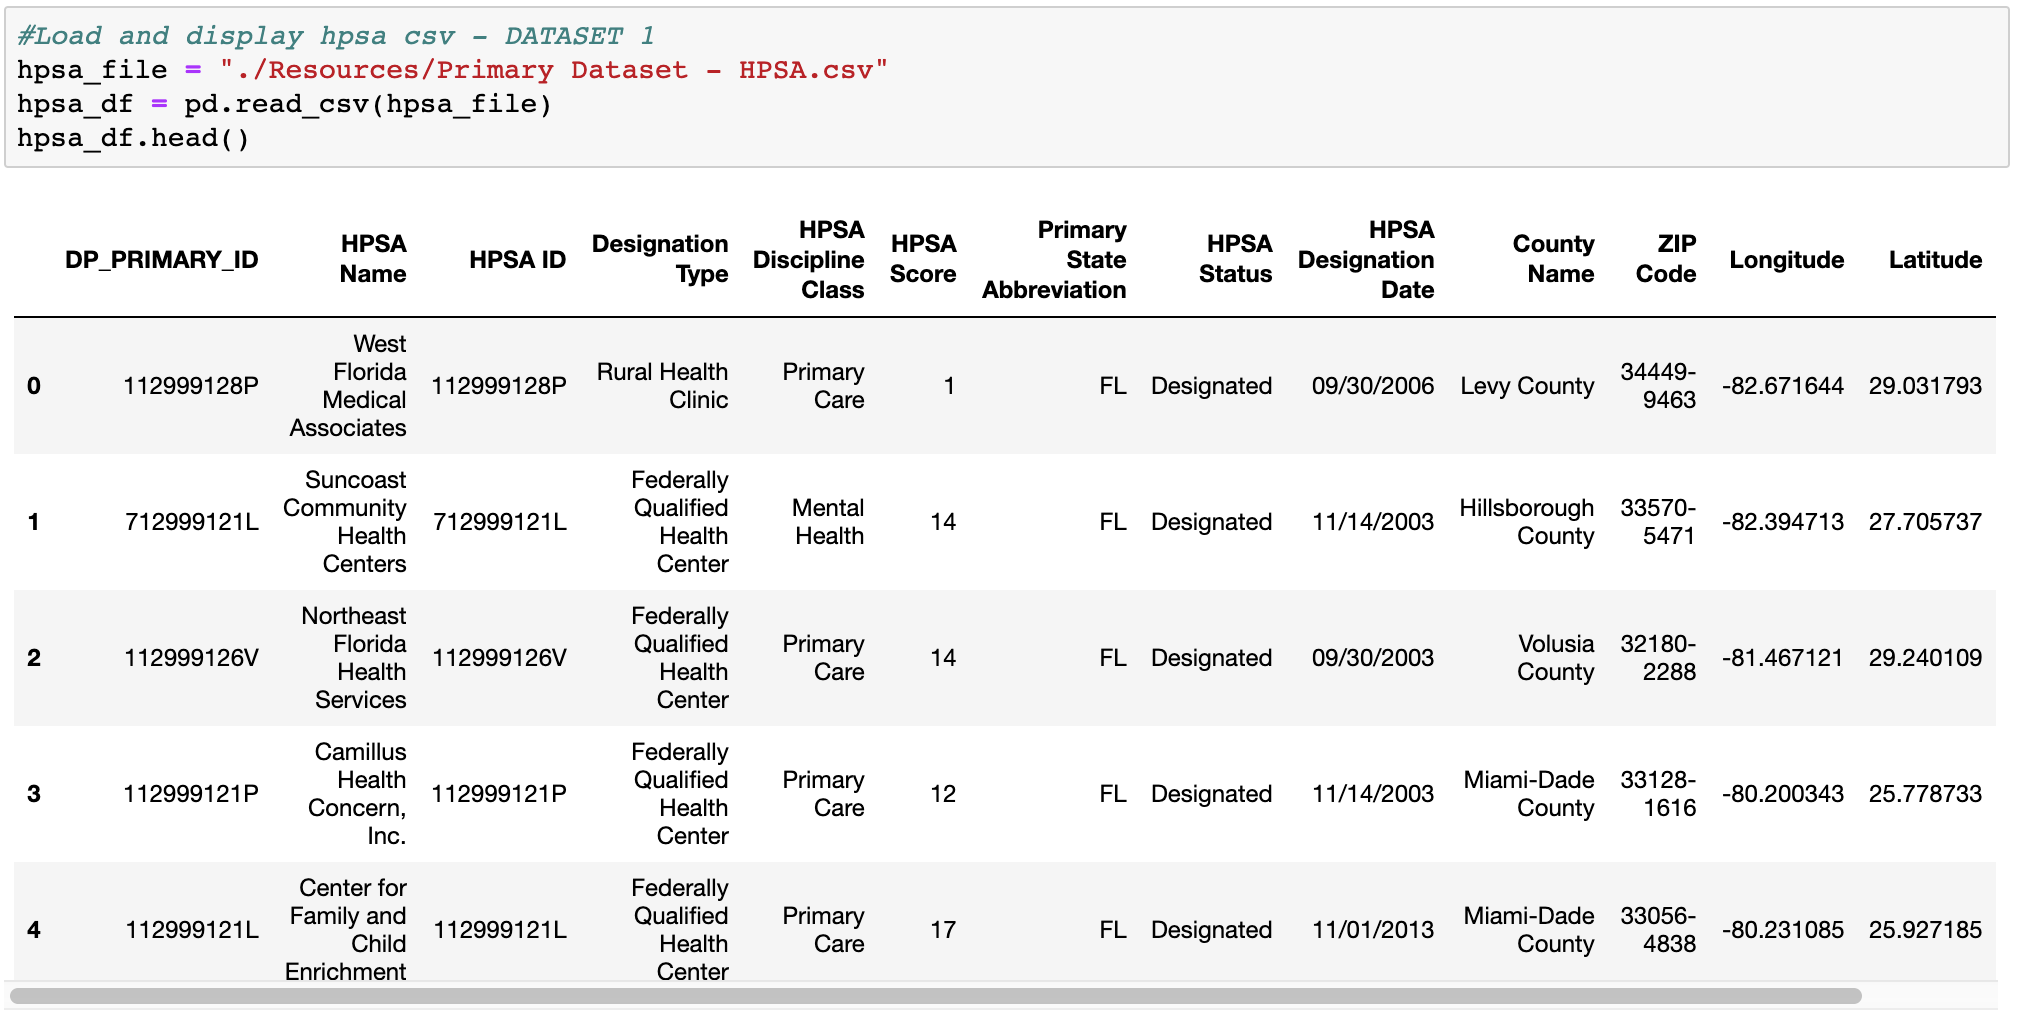 #Load and display hpsa csv – DATASET 1
hpsa_file = "./Resources/Primary Dataset – HPSA.csv"
hpsa_df = pd.read_csv(hpsa_file)
hpsa_df.head()
DP_PRIMARY_ID HPSA Name HPSA ID Designation Type HPSA Discipline Class HPSA Score Primary State Abbreviation HPSA Status HPSA Designation Date County Name ZIP Code Longitude Latitude
0 112999128P West Florida Medical Associates 112999128P Rural Health Clinic Primary Care 1 FL Designated 09/30/2006 Levy County 34449-9463 -82.671644 29.031793
1 712999121L Suncoast Community Health Centers 712999121L Federally Qualified Health Center Mental Health 14 FL Designated 11/14/2003 Hillsborough County 33570-5471 -82.394713 27.705737
2 112999126V Northeast Florida Health Services 112999126V Federally Qualified Health Center Primary Care 14 FL Designated 09/30/2003 Volusia County 32180-2288 -81.467121 29.240109
3 112999121P Camillus Health Concern, Inc. 112999121P Federally Qualified Health Center Primary Care 12 FL Designated 11/14/2003 Miami-Dade County 33128-1616 -80.200343 25.778733
4 112999121L Center for Family and Child Enrichment 112999121L Federally Qualified Health Center Primary Care 17 FL Designated 11/01/2013 Miami-Dade County 33056-4838 -80.231085 25.927185